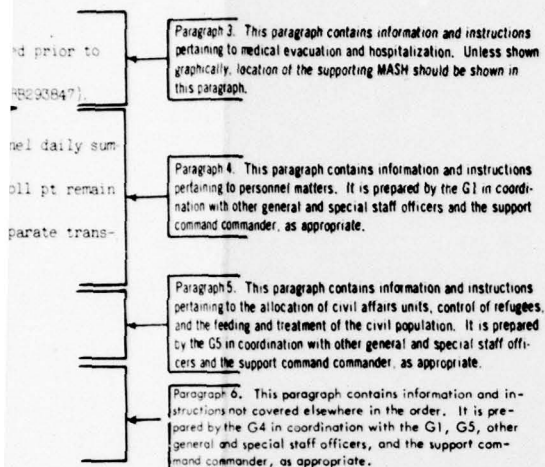 ed prior to
BB293847).
nel daily sum-
oll pt remain
parate trans-
Paragraph 3. This paragraph contains information and instructions
pertaining to medical evacuation and hospitalization. Unless shown
graphically, location of the supporting MASH should be shown in
this paragraph.
Paragraph 4. This paragraph contains information and instructions
pertaining to personnel matters. It is prepared by the G1 in coordi-
nation with other general and special staff officers and the support
command commander, as appropriate.
Paragraph 5. This paragraph contains information and instructions
pertaining to the allocation of civil affairs units, control of refugees,
and the feeding and treatment of the civil population. It is prepared
by the G5 in coordination with other general and special staff offi-
cers and the support command commander, as appropriate.
Paragraph 6. This paragraph contains information and in-
structions not covered elsewhere in the order. It is pre-
pared by the G4 in coordination with the G1, G5, other
general and special staff officers, and the support com-
mand commander, as appropriate.